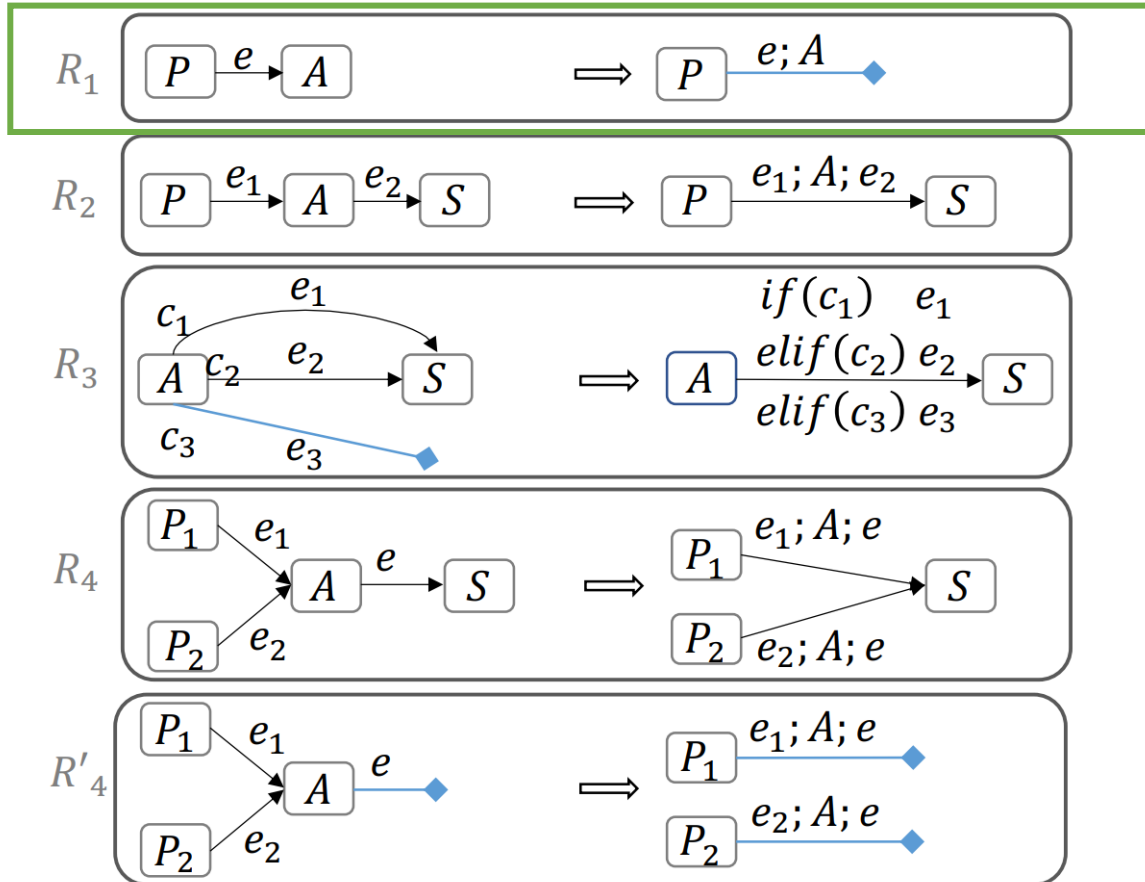 R₁ P e A ⇒ P e; A
R₂ P e₁ A e₂ S ⇒ P e₁; A; e₂ S
e₁ if(c₁) e₁
c₁
R₃ A c₂ e₂ S ⇒ A elif(c₂) e₂ S
c₃ e₃ elif(c₃) e₃
P₁ e₁ e₁; A; e
P₁
R₄ A e S ⇒ S
P₂ e₂ P₂ e₂; A; e
P₁ e₁ P₁ e₁; A; e
R'₄ A e ⇒
P₂ e₂ P₂ e₂; A; e